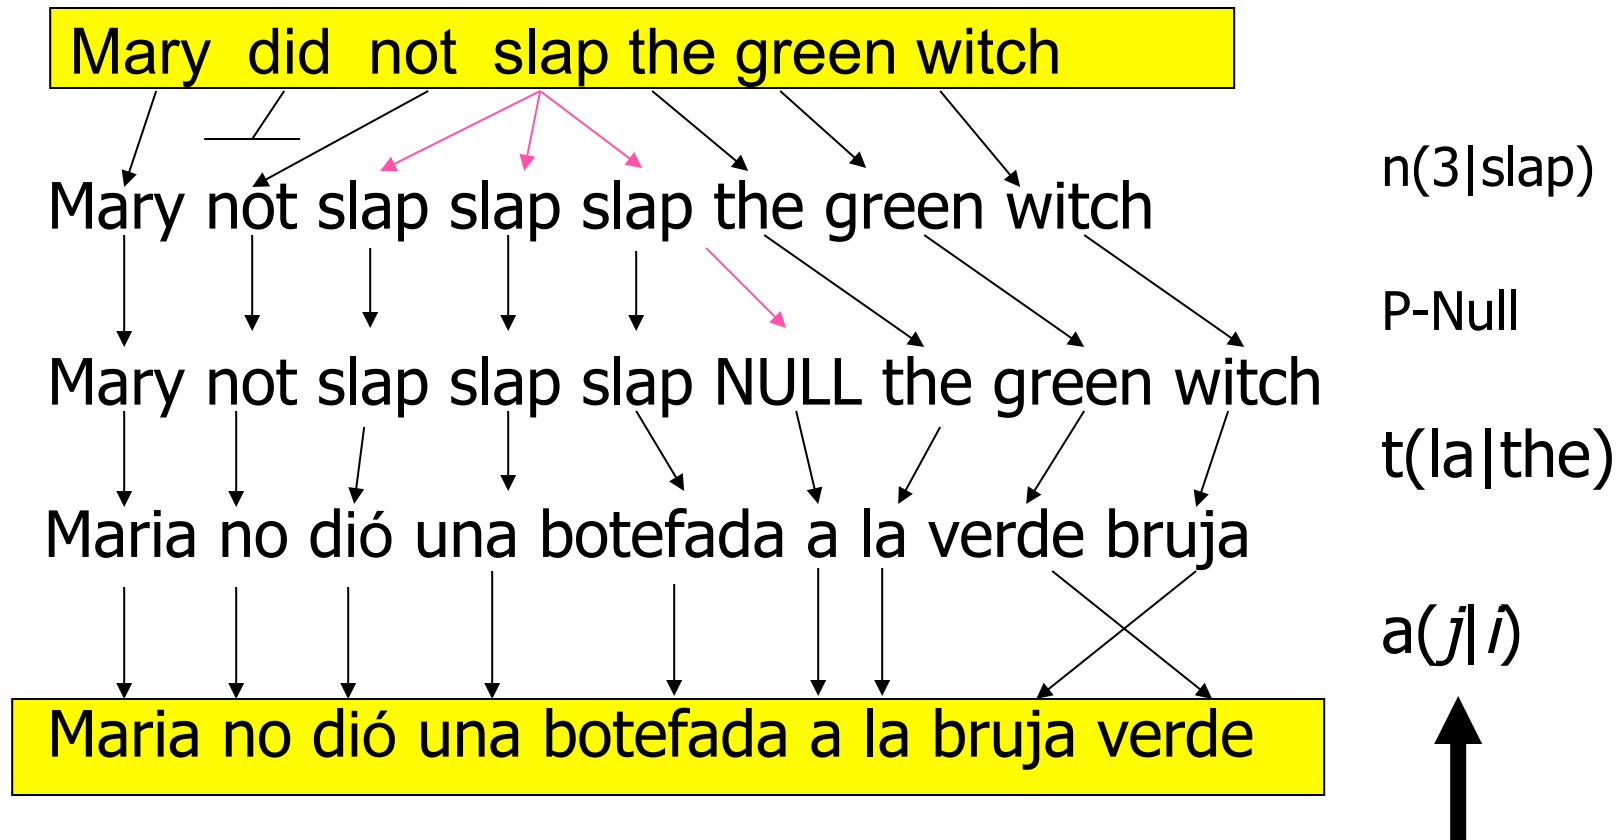 Mary did not slap the green witch
n(3|slap)
Mary not slap slap slap the green witch
P-Null
Mary not slap slap slap NULL the green witch
t(la|the)
Maria no dió una botefada a la verde bruja
a(j|i)
Maria no dió una botefada a la bruja verde